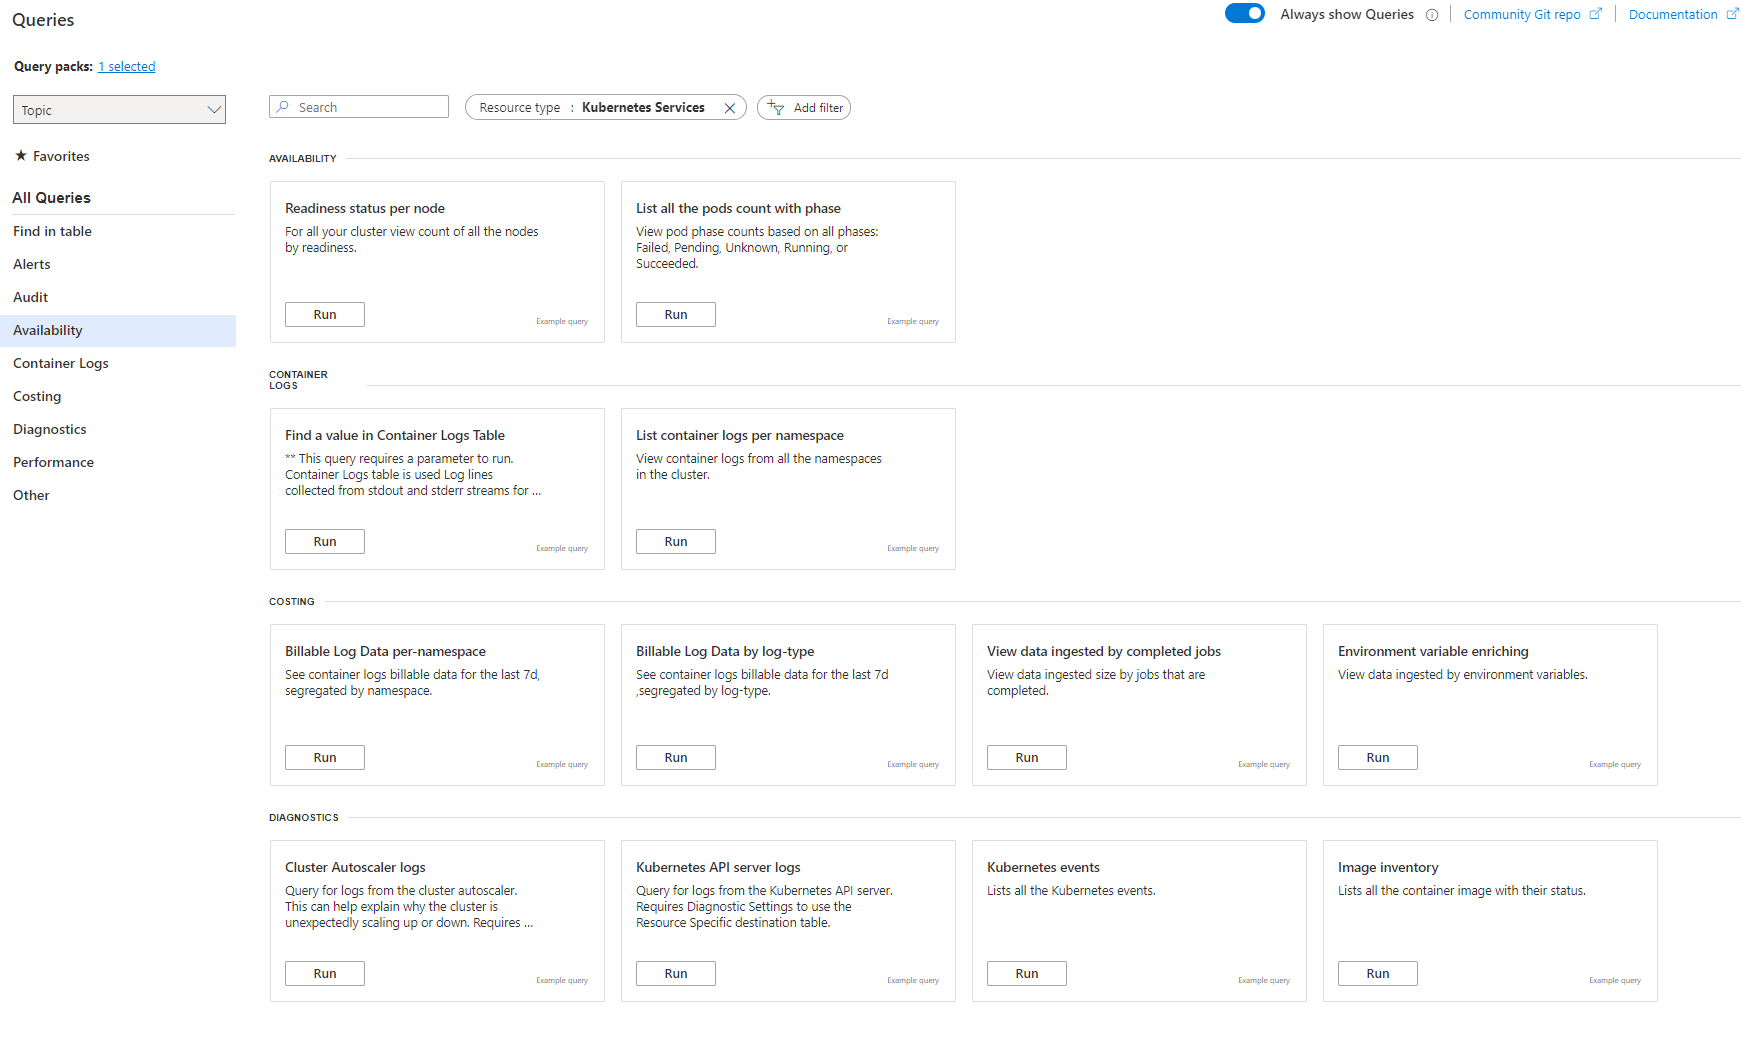 Queries
Always show Queries
Community Git repo
Documentation
Query packs: 1 selected
Topic
Search
Resource type : Kubernetes Services
Add filter
★ Favorites
All Queries
Find in table
Alerts
Audit
Availability
Container Logs
Costing
Diagnostics
Performance
Other
AVAILABILITY
Readiness status per node
For all your cluster view count of all the nodes
by readiness.
Run
Example query
List all the pods count with phase
View pod phase counts based on all phases:
Failed, Pending, Unknown, Running, or
Succeeded.
Run
Example query
CONTAINER
LOGS
Find a value in Container Logs Table
** This query requires a parameter to run.
Container Logs table is used Log lines
collected from stdout and stderr streams for ...
Run
Example query
List container logs per namespace
View container logs from all the namespaces
in the cluster.
Run
Example query
COSTING
Billable Log Data per-namespace
See container logs billable data for the last 7d,
segregated by namespace.
Run
Example query
Billable Log Data by log-type
See container logs billable data for the last 7d
,segregated by log-type.
Run
Example query
View data ingested by completed jobs
View data ingested size by jobs that are
completed.
Run
Example query
Environment variable enriching
View data ingested by environment variables.
Run
Example query
DIAGNOSTICS
Cluster Autoscaler logs
Query for logs from the cluster autoscaler.
This can help explain why the cluster is
unexpectedly scaling up or down. Requires ...
Run
Example query
Kubernetes API server logs
Query for logs from the Kubernetes API server.
Requires Diagnostic Settings to use the
Resource Specific destination table.
Run
Example query
Kubernetes events
Lists all the Kubernetes events.
Run
Example query
Image inventory
Lists all the container image with their status.
Run
Example query